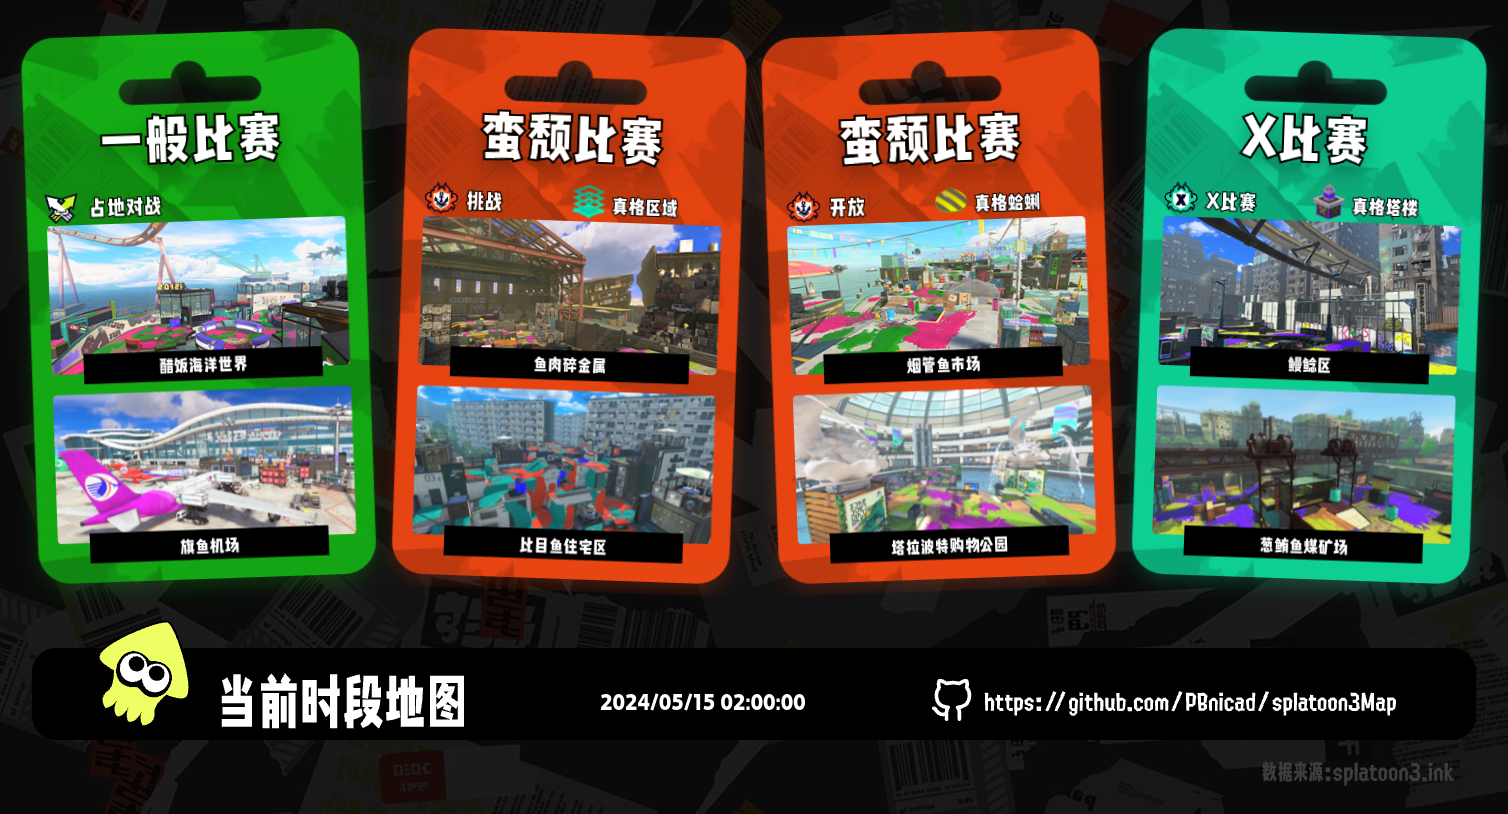 一般比赛
占地对战
醋饭海洋世界
旗鱼机场
蛮颓比赛
挑战
真格区域
鱼肉碎金属
比目鱼住宅区
蛮颓比赛
开放
真格蛤蜊
烟管鱼市场
塔拉波特购物公园
X比赛
X比赛
真格塔楼
鳗鲶区
葱鲔鱼煤矿场
当前时段地图
2024/05/15 02:00:00
https://github.com/PBnicad/splatoon3Map
数据来源:splatoon3.ink